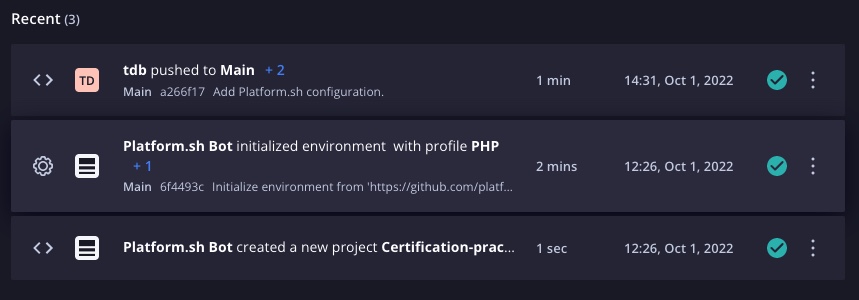 Recent (3)
tdb pushed to Main + 2
TD
1 min
14:31, Oct 1, 2022
Main a266f17 Add Platform.sh configuration.
Platform.sh Bot initialized environment with profile PHP
+ 1
2 mins
12:26, Oct 1, 2022
Main 6f4493c Initialize environment from 'https://github.com/platf...
Platform.sh Bot created a new project Certification-prac...
1 sec
12:26, Oct 1, 2022